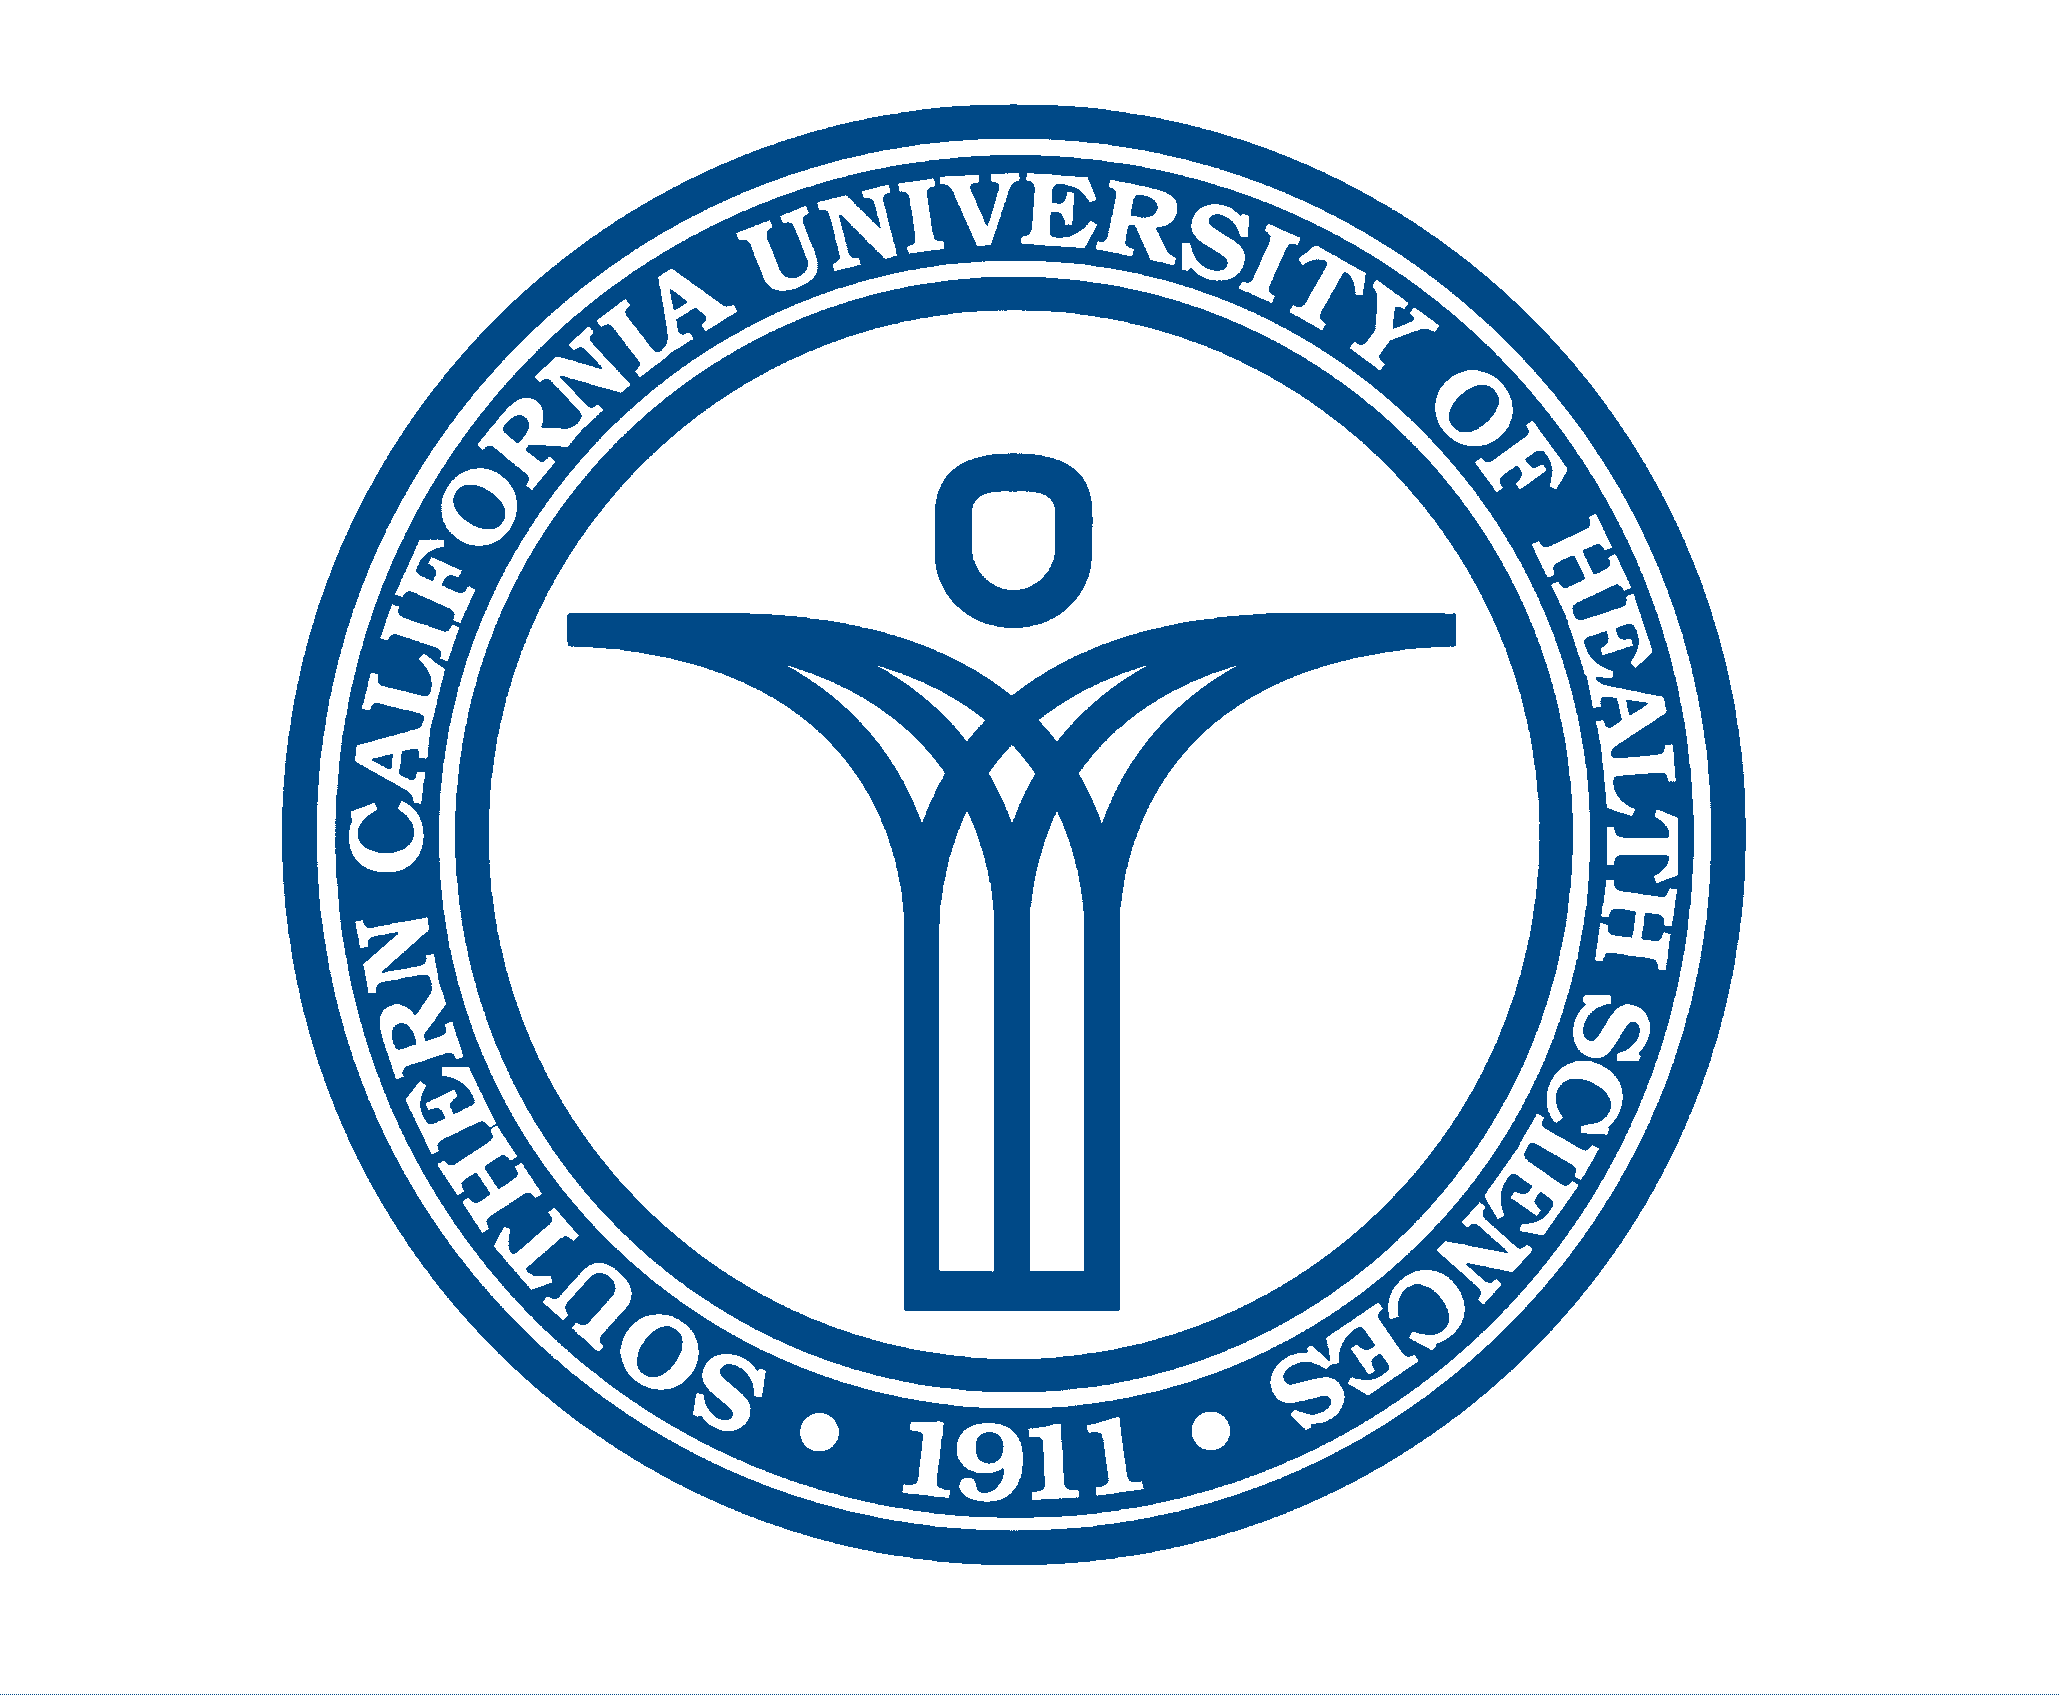 SOUTHERN CALIFORNIA UNIVERSITY OF HEALTH SCIENCES
• 1911 •